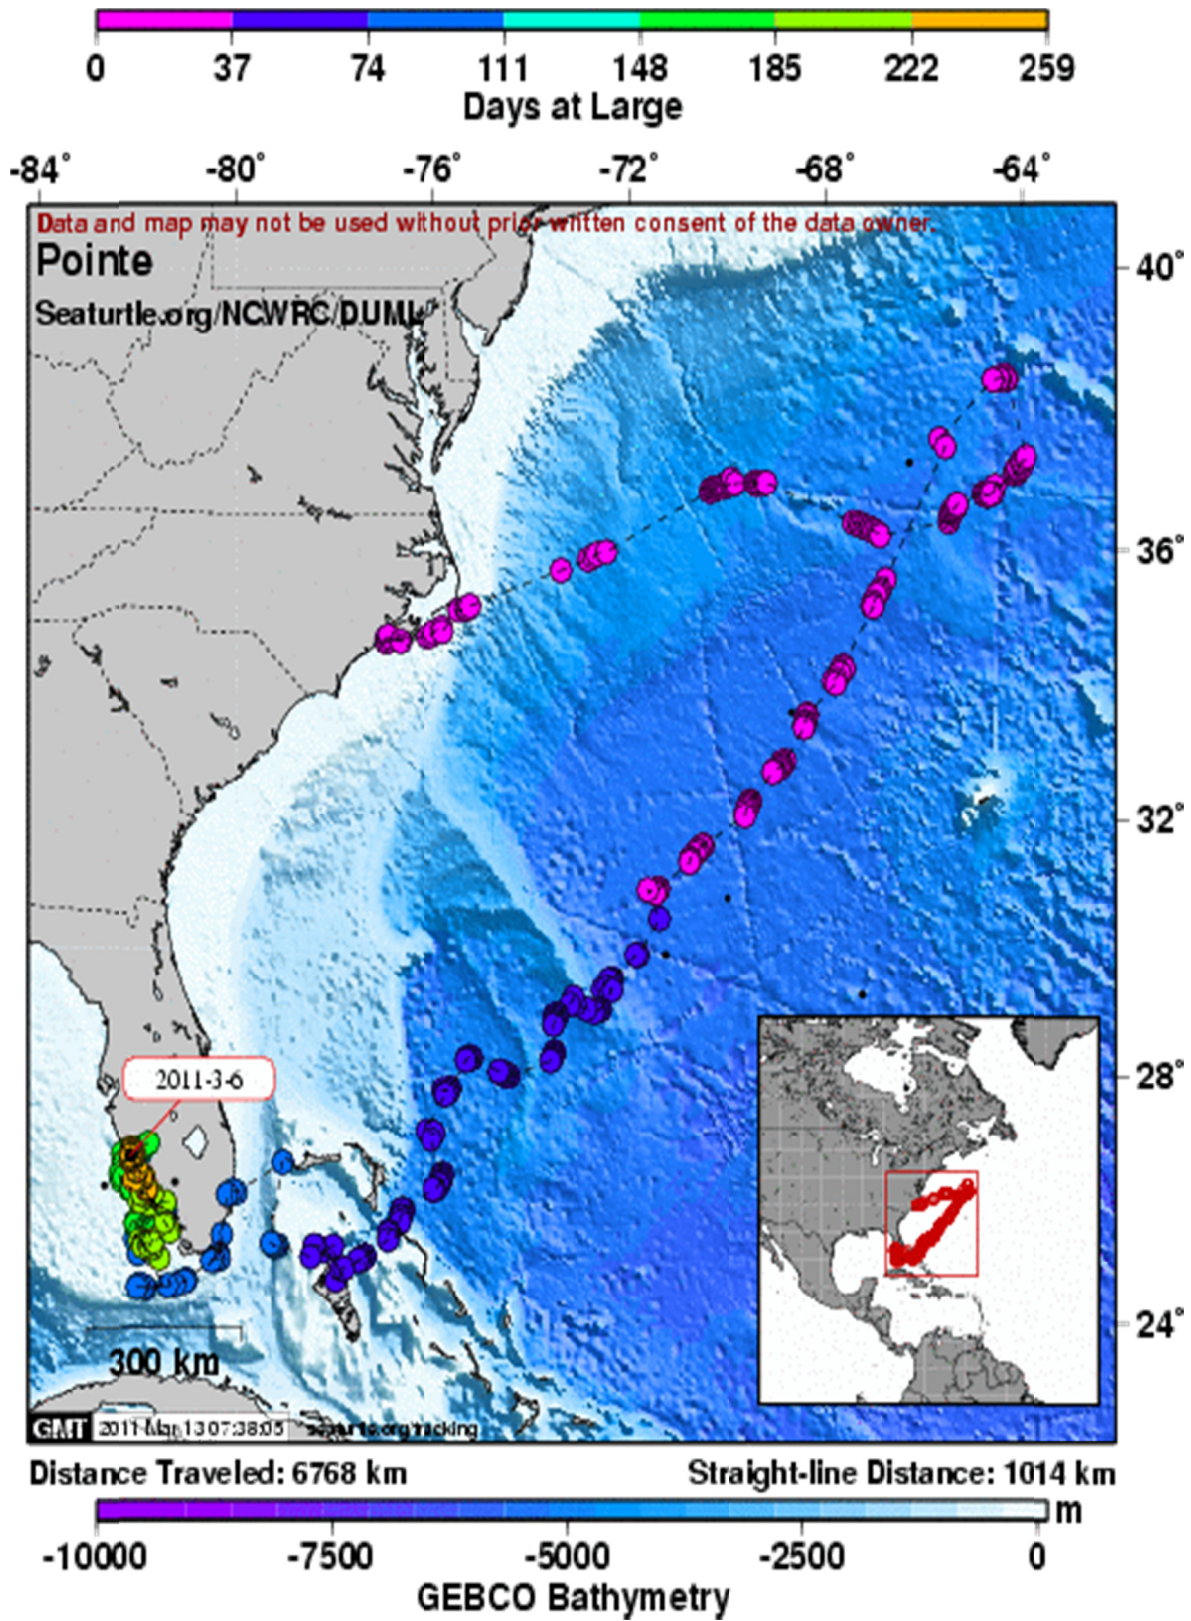 0 37 74 111 148 185 222 259
Days at Large
-84° -80° -76° -72° -68° -64°
Data and map may not be used without prior written consent of the data owner.
Pointe
40°
Seaturtle.org/NCWRC/DUML
36°
32°
2011-3-6
28°
24°
300 km
GMT 2011 Mar 13 07:38:05 seaturtle.org/tracking
Distance Traveled: 6768 km Straight-line Distance: 1014 km
m
-10000 -7500 -5000 -2500 0
GEBCO Bathymetry